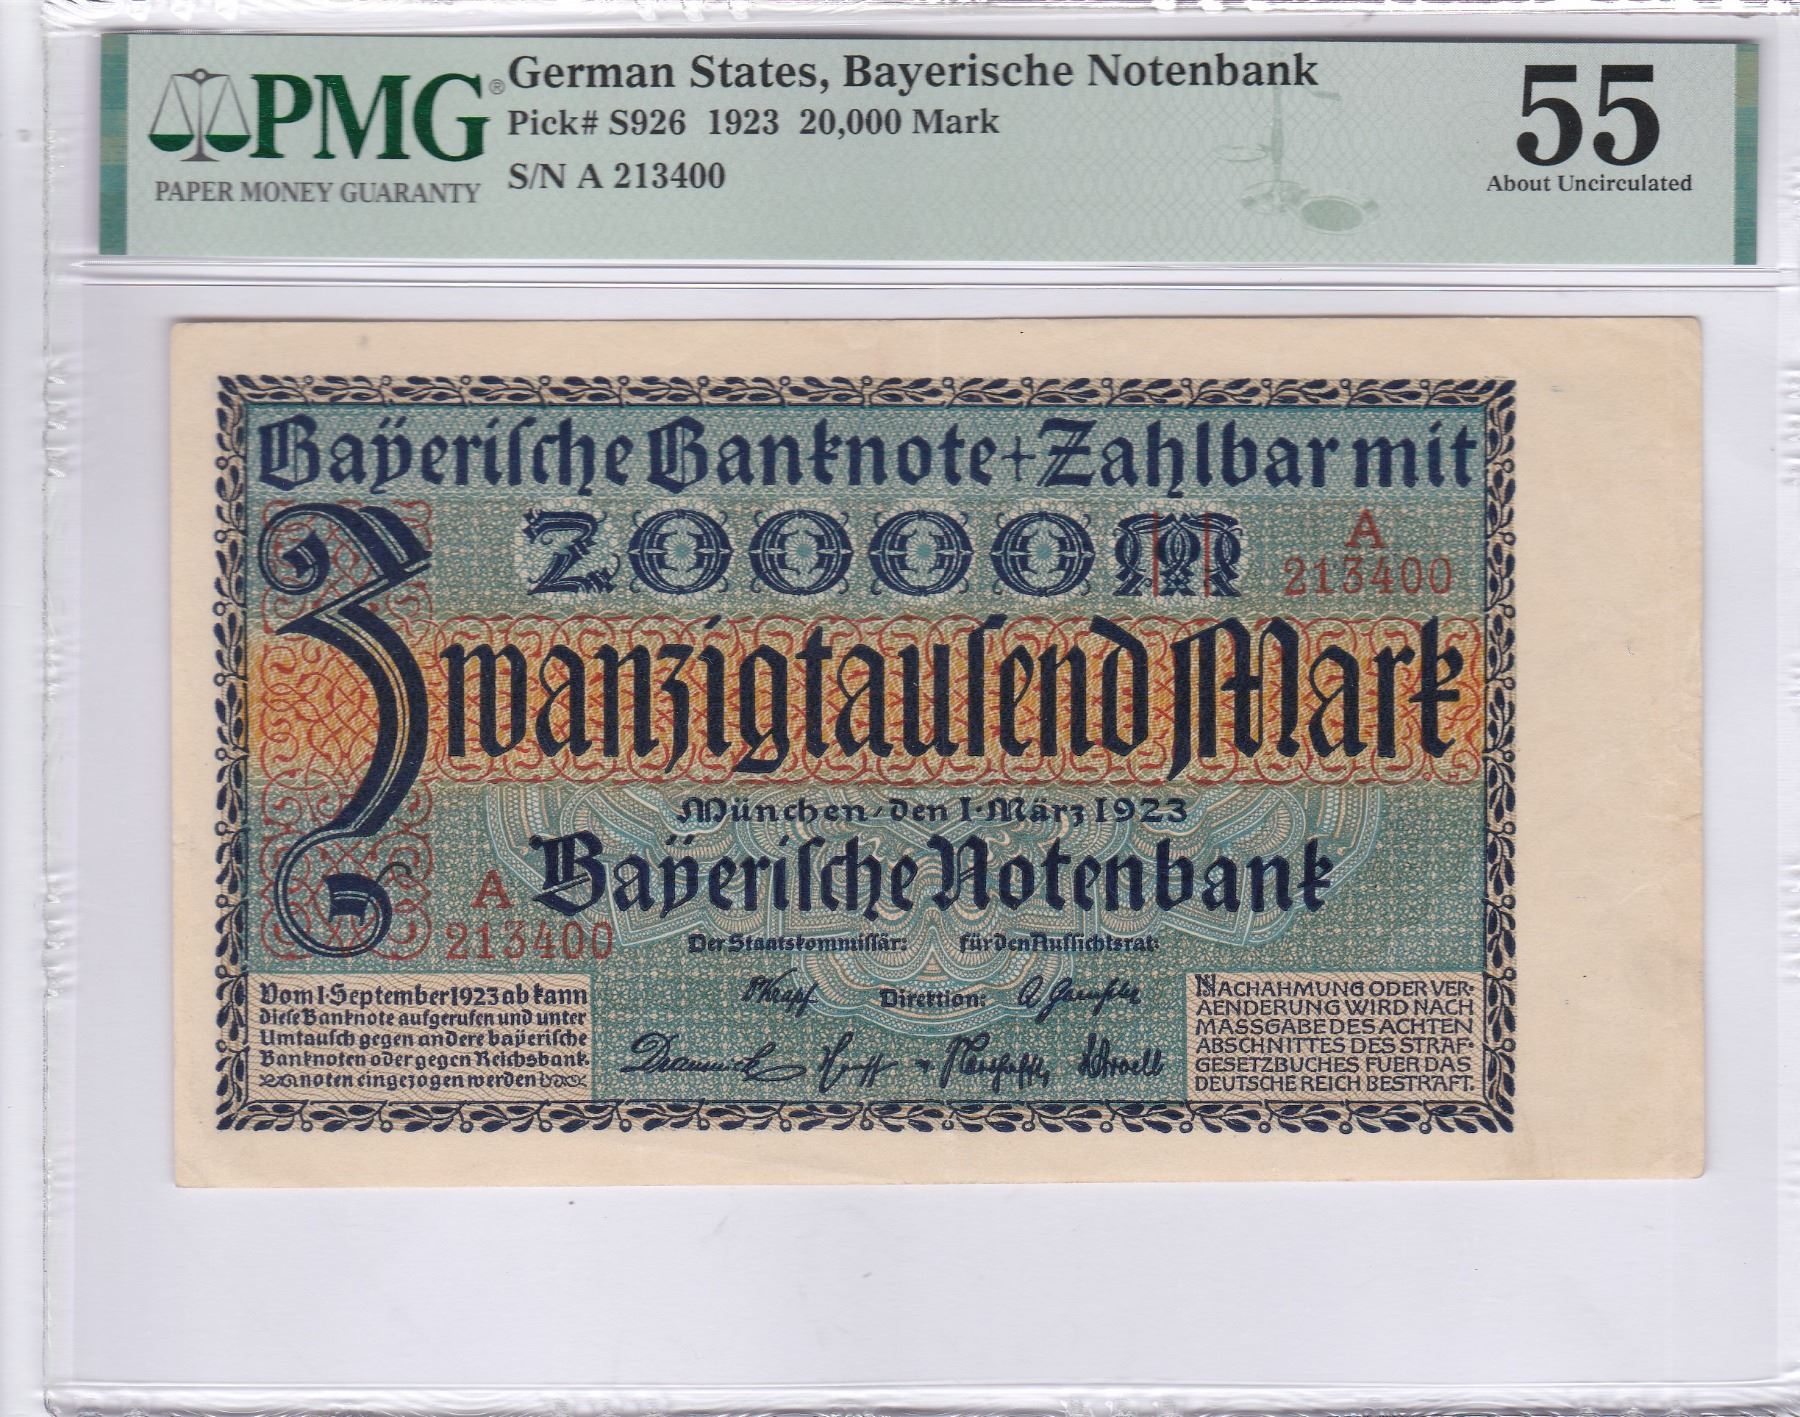 PMG®
PAPER MONEY GUARANTY
German States, Bayerische Notenbank
Pick# S926 1923 20,000 Mark
S/N A 213400
55
About Uncirculated
Bayeriſche Banknote + Zahlbar mit
20000 M
A
213400
Zwanzigtauſend Mark
München, den 1. März 1923
Bayeriſche Notenbank
A
213400
Der Staatskommiſſär: Für den Aufſichtsrat:
Direktion:
Vom 1. September 1923 ab kann
dieſe Banknote aufgerufen und unter
Umtauſch gegen andere bayeriſche
Banknoten oder gegen Reichsbank-
noten eingezogen werden
NACHAHMUNG ODER VER-
AENDERUNG WIRD NACH
MASSGABE DES ACHTEN
ABSCHNITTES DES STRAF-
GESETZBUCHES FUER DAS
DEUTSCHE REICH BESTRAFT.